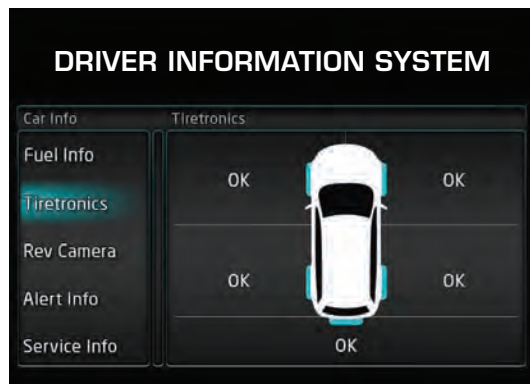 DRIVER INFORMATION SYSTEM
Car Info
Tiretronics
Fuel Info
Tiretronics
Rev Camera
Alert Info
Service Info
OK
OK
OK
OK
OK